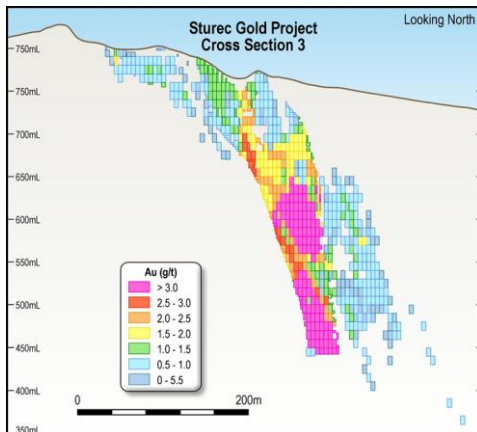 Sturec Gold Project
Cross Section 3
Looking North
750mL
700mL
650mL
600mL
550mL
500mL
450mL
400mL
350mL
Au (g/t)
> 3.0
2.5 - 3.0
2.0 - 2.5
1.5 - 2.0
1.0 - 1.5
0.5 - 1.0
0 - 5.5
0
200m